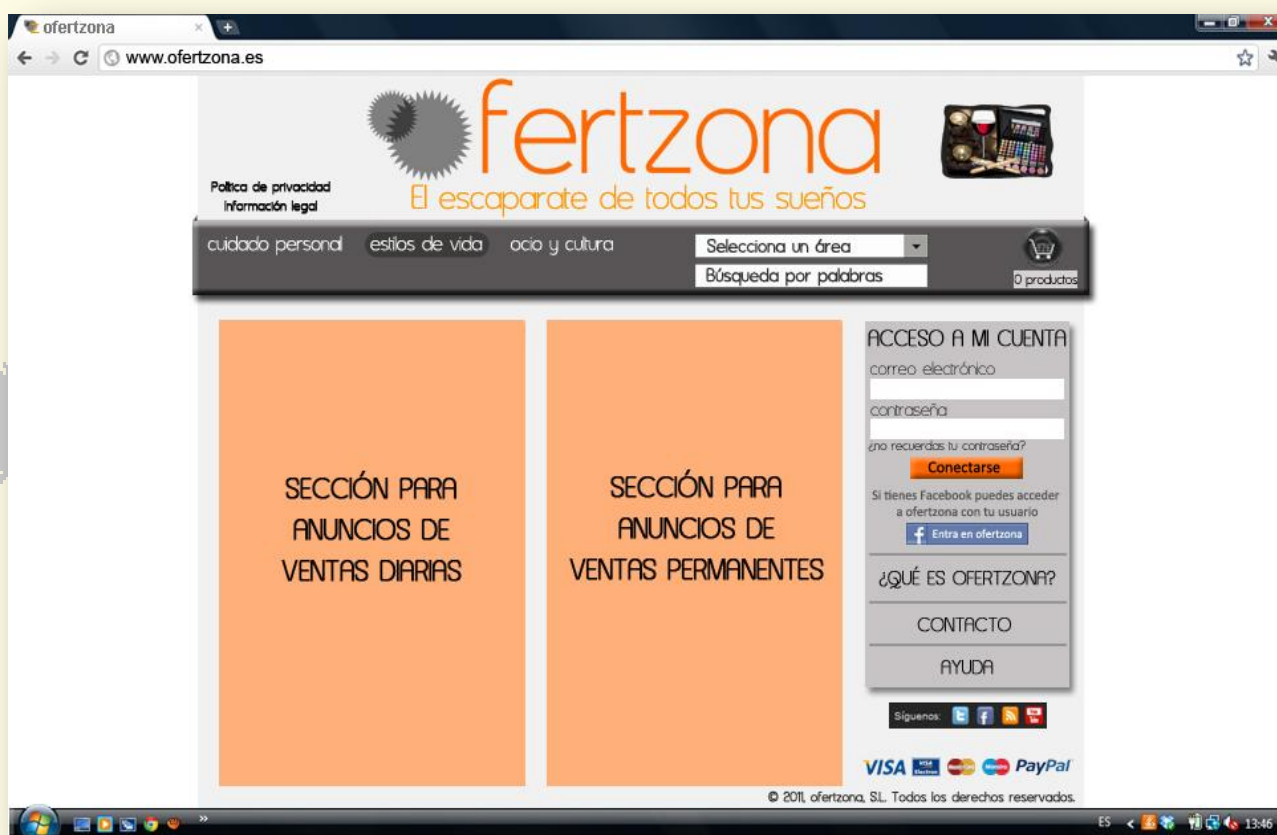 ofertzona
www.ofertzona.es
fertzona
El escaparate de todos tus sueños
Política de privacidad
Información legal
cuidado personal estilos de vida ocio y cultura
Selecciona un área
Búsqueda por palabras
0 productos
SECCIÓN PARA
ANUNCIOS DE
VENTAS DIARIAS
SECCIÓN PARA
ANUNCIOS DE
VENTAS PERMANENTES
ACCESO A MI CUENTA
correo electrónico
contraseña
¿no recuerdas tu contraseña?
Conectarse
Si tienes Facebook puedes acceder
a ofertzona con tu usuario
f Entra en ofertzona
¿QUÉ ES OFERTZONA?
CONTACTO
AYUDA
Síguenos:
VISA VISA Electron MasterCard Maestro PayPal
© 2011, ofertzona, S.L. Todos los derechos reservados.
ES 13:46